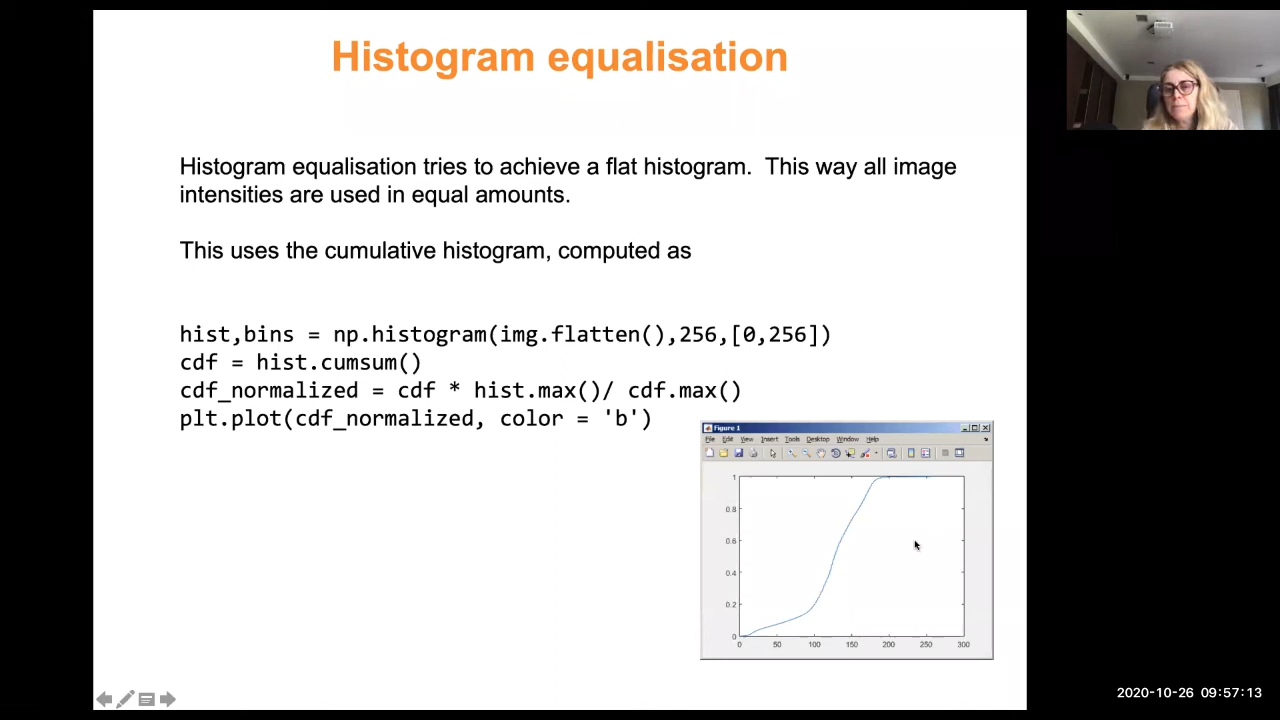 Histogram equalisation
Histogram equalisation tries to achieve a flat histogram.  This way all image
intensities are used in equal amounts.
This uses the cumulative histogram, computed as
hist,bins = np.histogram(img.flatten(),256,[0,256])
cdf = hist.cumsum()
cdf_normalized = cdf * hist.max()/ cdf.max()
plt.plot(cdf_normalized, color = 'b')
Figure 1
File Edit View Insert Tools Desktop Window Help
1
0.8
0.6
0.4
0.2
0
0 50 100 150 200 250 300
2020-10-26 09:57:13